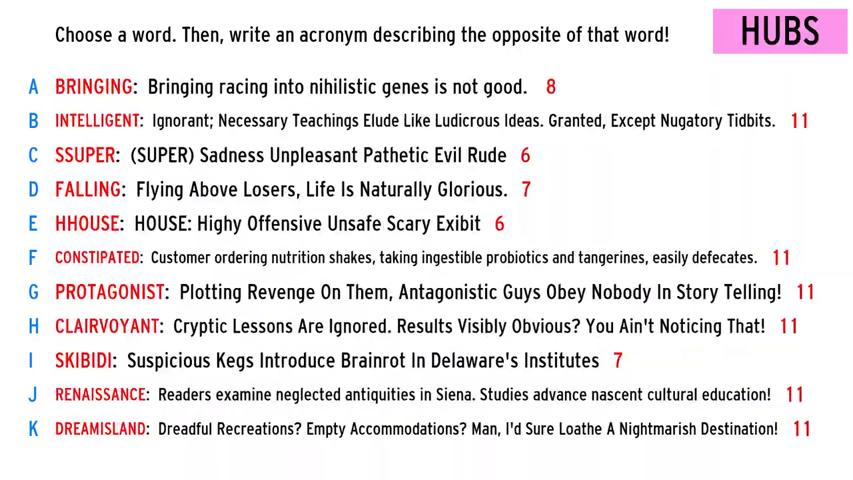 Choose a word. Then, write an acronym describing the opposite of that word!
HUBS
A BRINGING: Bringing racing into nihilistic genes is not good. 8
B INTELLIGENT: Ignorant; Necessary Teachings Elude Like Ludicrous Ideas. Granted, Except Nugatory Tidbits. 11
C SSUPER: (SUPER) Sadness Unpleasant Pathetic Evil Rude 6
D FALLING: Flying Above Losers, Life Is Naturally Glorious. 7
E HHOUSE: HOUSE: Highy Offensive Unsafe Scary Exibit 6
F CONSTIPATED: Customer ordering nutrition shakes, taking ingestible probiotics and tangerines, easily defecates. 11
G PROTAGONIST: Plotting Revenge On Them, Antagonistic Guys Obey Nobody In Story Telling! 11
H CLAIRVOYANT: Cryptic Lessons Are Ignored. Results Visibly Obvious? You Ain't Noticing That! 11
I SKIBIDI: Suspicious Kegs Introduce Brainrot In Delaware's Institutes 7
J RENAISSANCE: Readers examine neglected antiquities in Siena. Studies advance nascent cultural education! 11
K DREAMISLAND: Dreadful Recreations? Empty Accommodations? Man, I'd Sure Loathe A Nightmarish Destination! 11